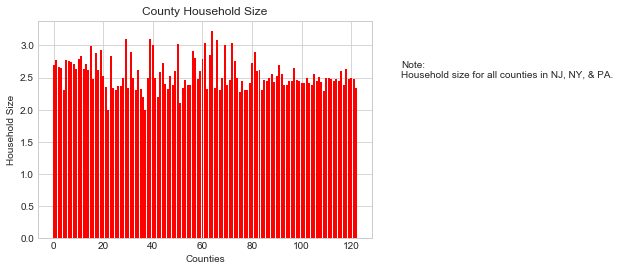 County Household Size
3.0
2.5
2.0
1.5
1.0
0.5
0.0
Household Size
0 20 40 60 80 100 120
Counties
Note:
Household size for all counties in NJ, NY, & PA.